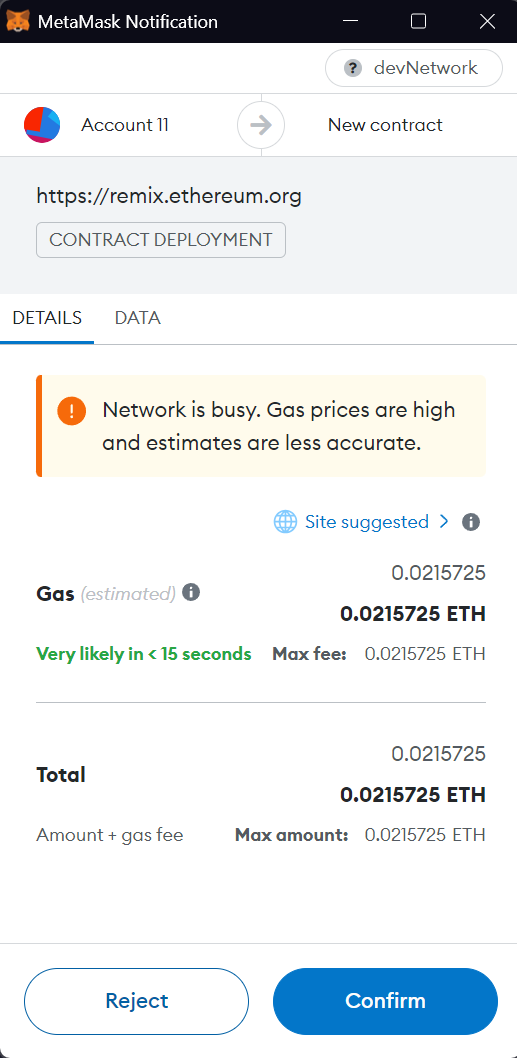 MetaMask Notification
? devNetwork
Account 11
New contract
https://remix.ethereum.org
CONTRACT DEPLOYMENT
DETAILS DATA
! Network is busy. Gas prices are high
and estimates are less accurate.
Site suggested > i
0.0215725
Gas (estimated) i
0.0215725 ETH
Very likely in < 15 seconds Max fee: 0.0215725 ETH
0.0215725
Total
0.0215725 ETH
Amount + gas fee Max amount: 0.0215725 ETH
Reject Confirm